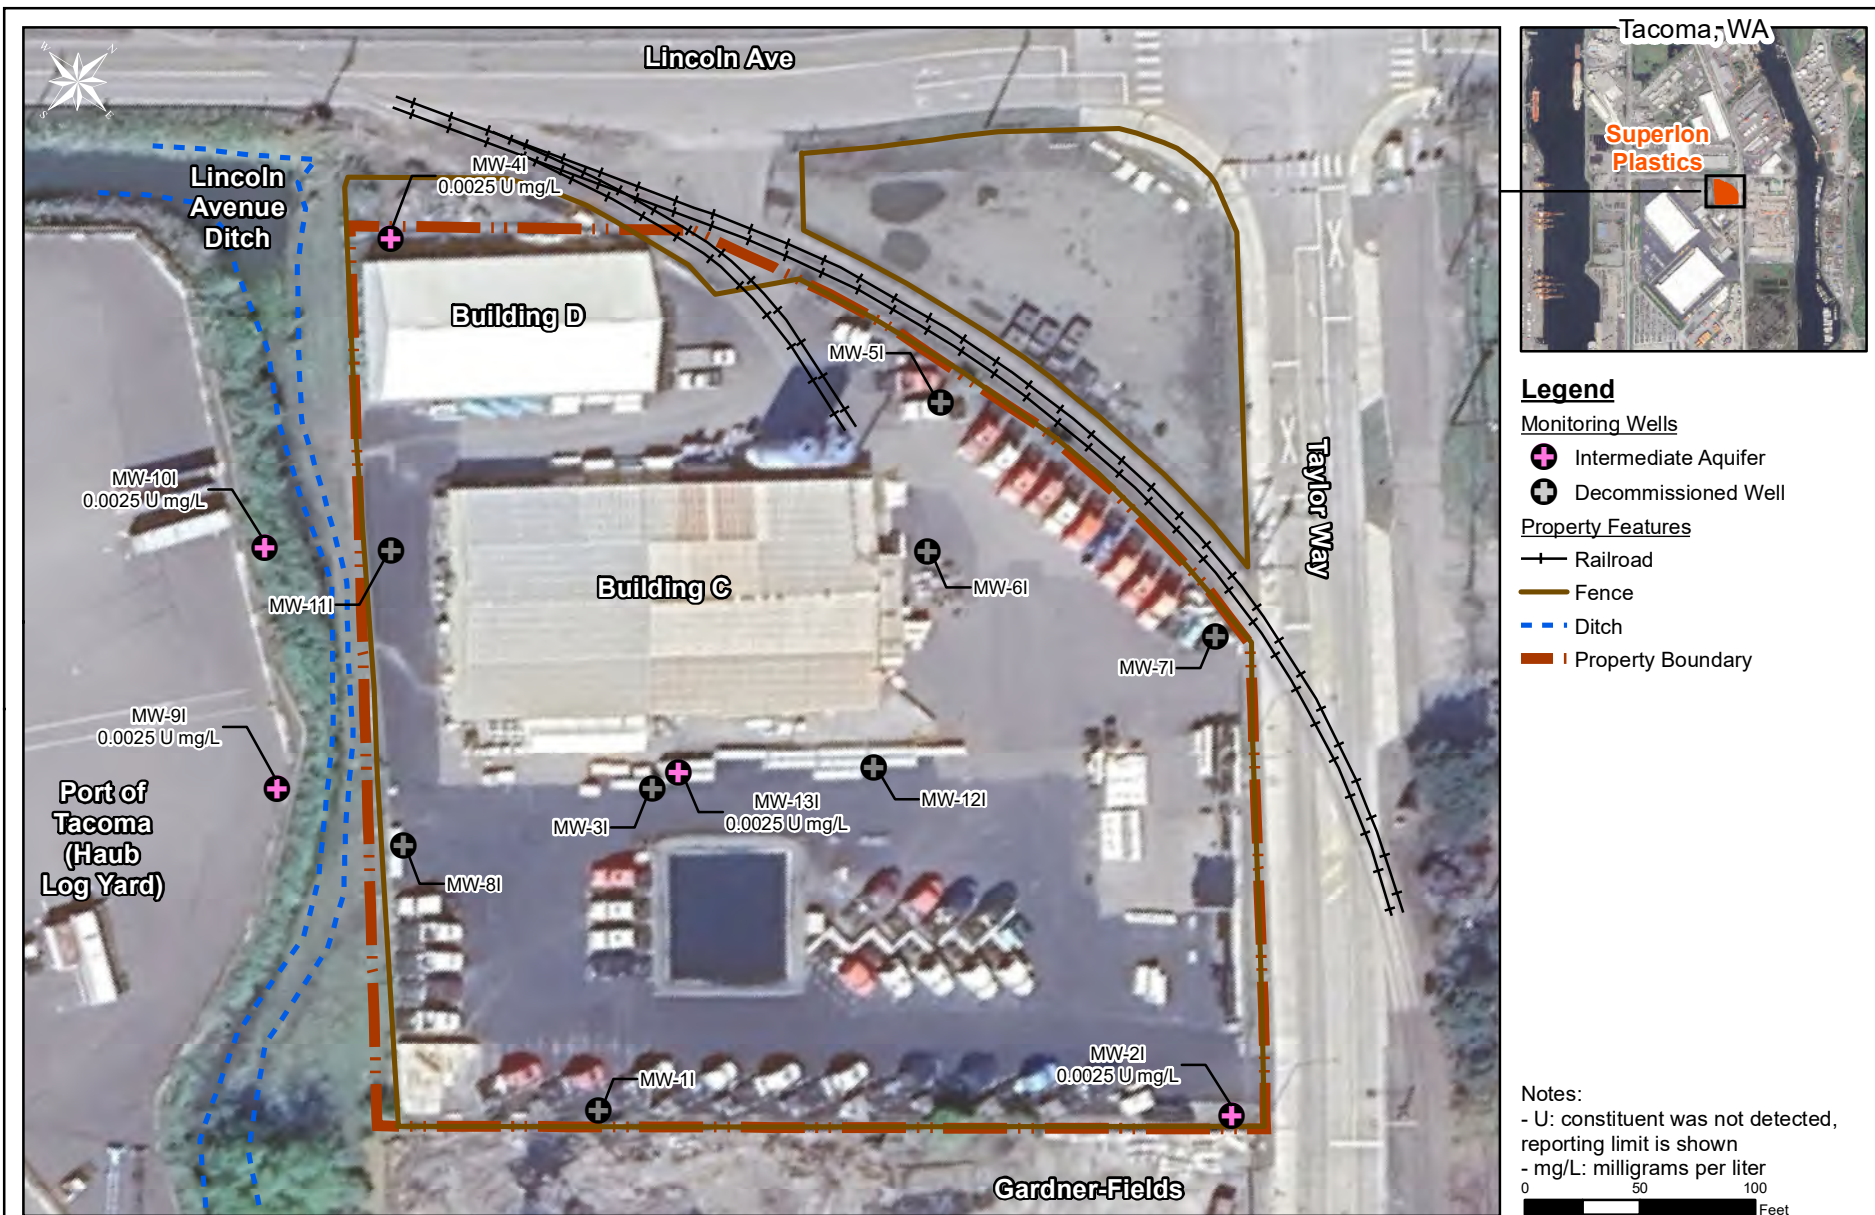 Lincoln Ave
W
N
S
E
MW-4I
0.0025 U mg/L
Lincoln
Avenue
Ditch
Building D
MW-5I
MW-10I
0.0025 U mg/L
MW-11I
Building C
MW-6I
Taylor Way
MW-7I
MW-9I
0.0025 U mg/L
Port of
Tacoma
(Haub
Log Yard)
MW-3I
MW-13I
0.0025 U mg/L
MW-12I
MW-8I
MW-1I
MW-2I
0.0025 U mg/L
Gardner-Fields
Tacoma, WA
Superlon
Plastics
Legend
Monitoring Wells
Intermediate Aquifer
Decommissioned Well
Property Features
Railroad
Fence
Ditch
Property Boundary
Notes:
- U: constituent was not detected,
reporting limit is shown
- mg/L: milligrams per liter
0 50 100
Feet